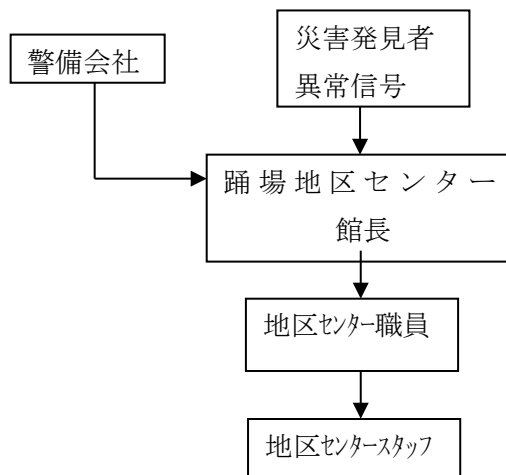 警備会社
災害発見者
異常信号
踊場地区センター
館長
地区ｾﾝﾀｰ職員
地区ｾﾝﾀｰｽﾀｯﾌ